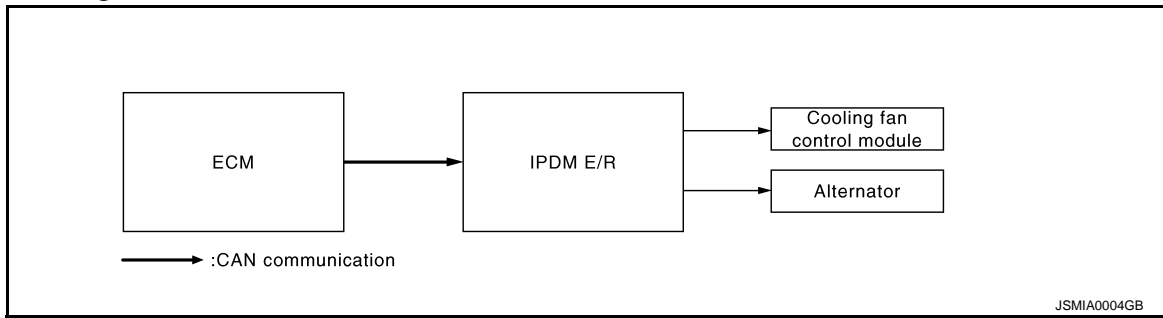 ECM
IPDM E/R
Cooling fan
control module
Alternator
:CAN communication
JSMIA0004GB